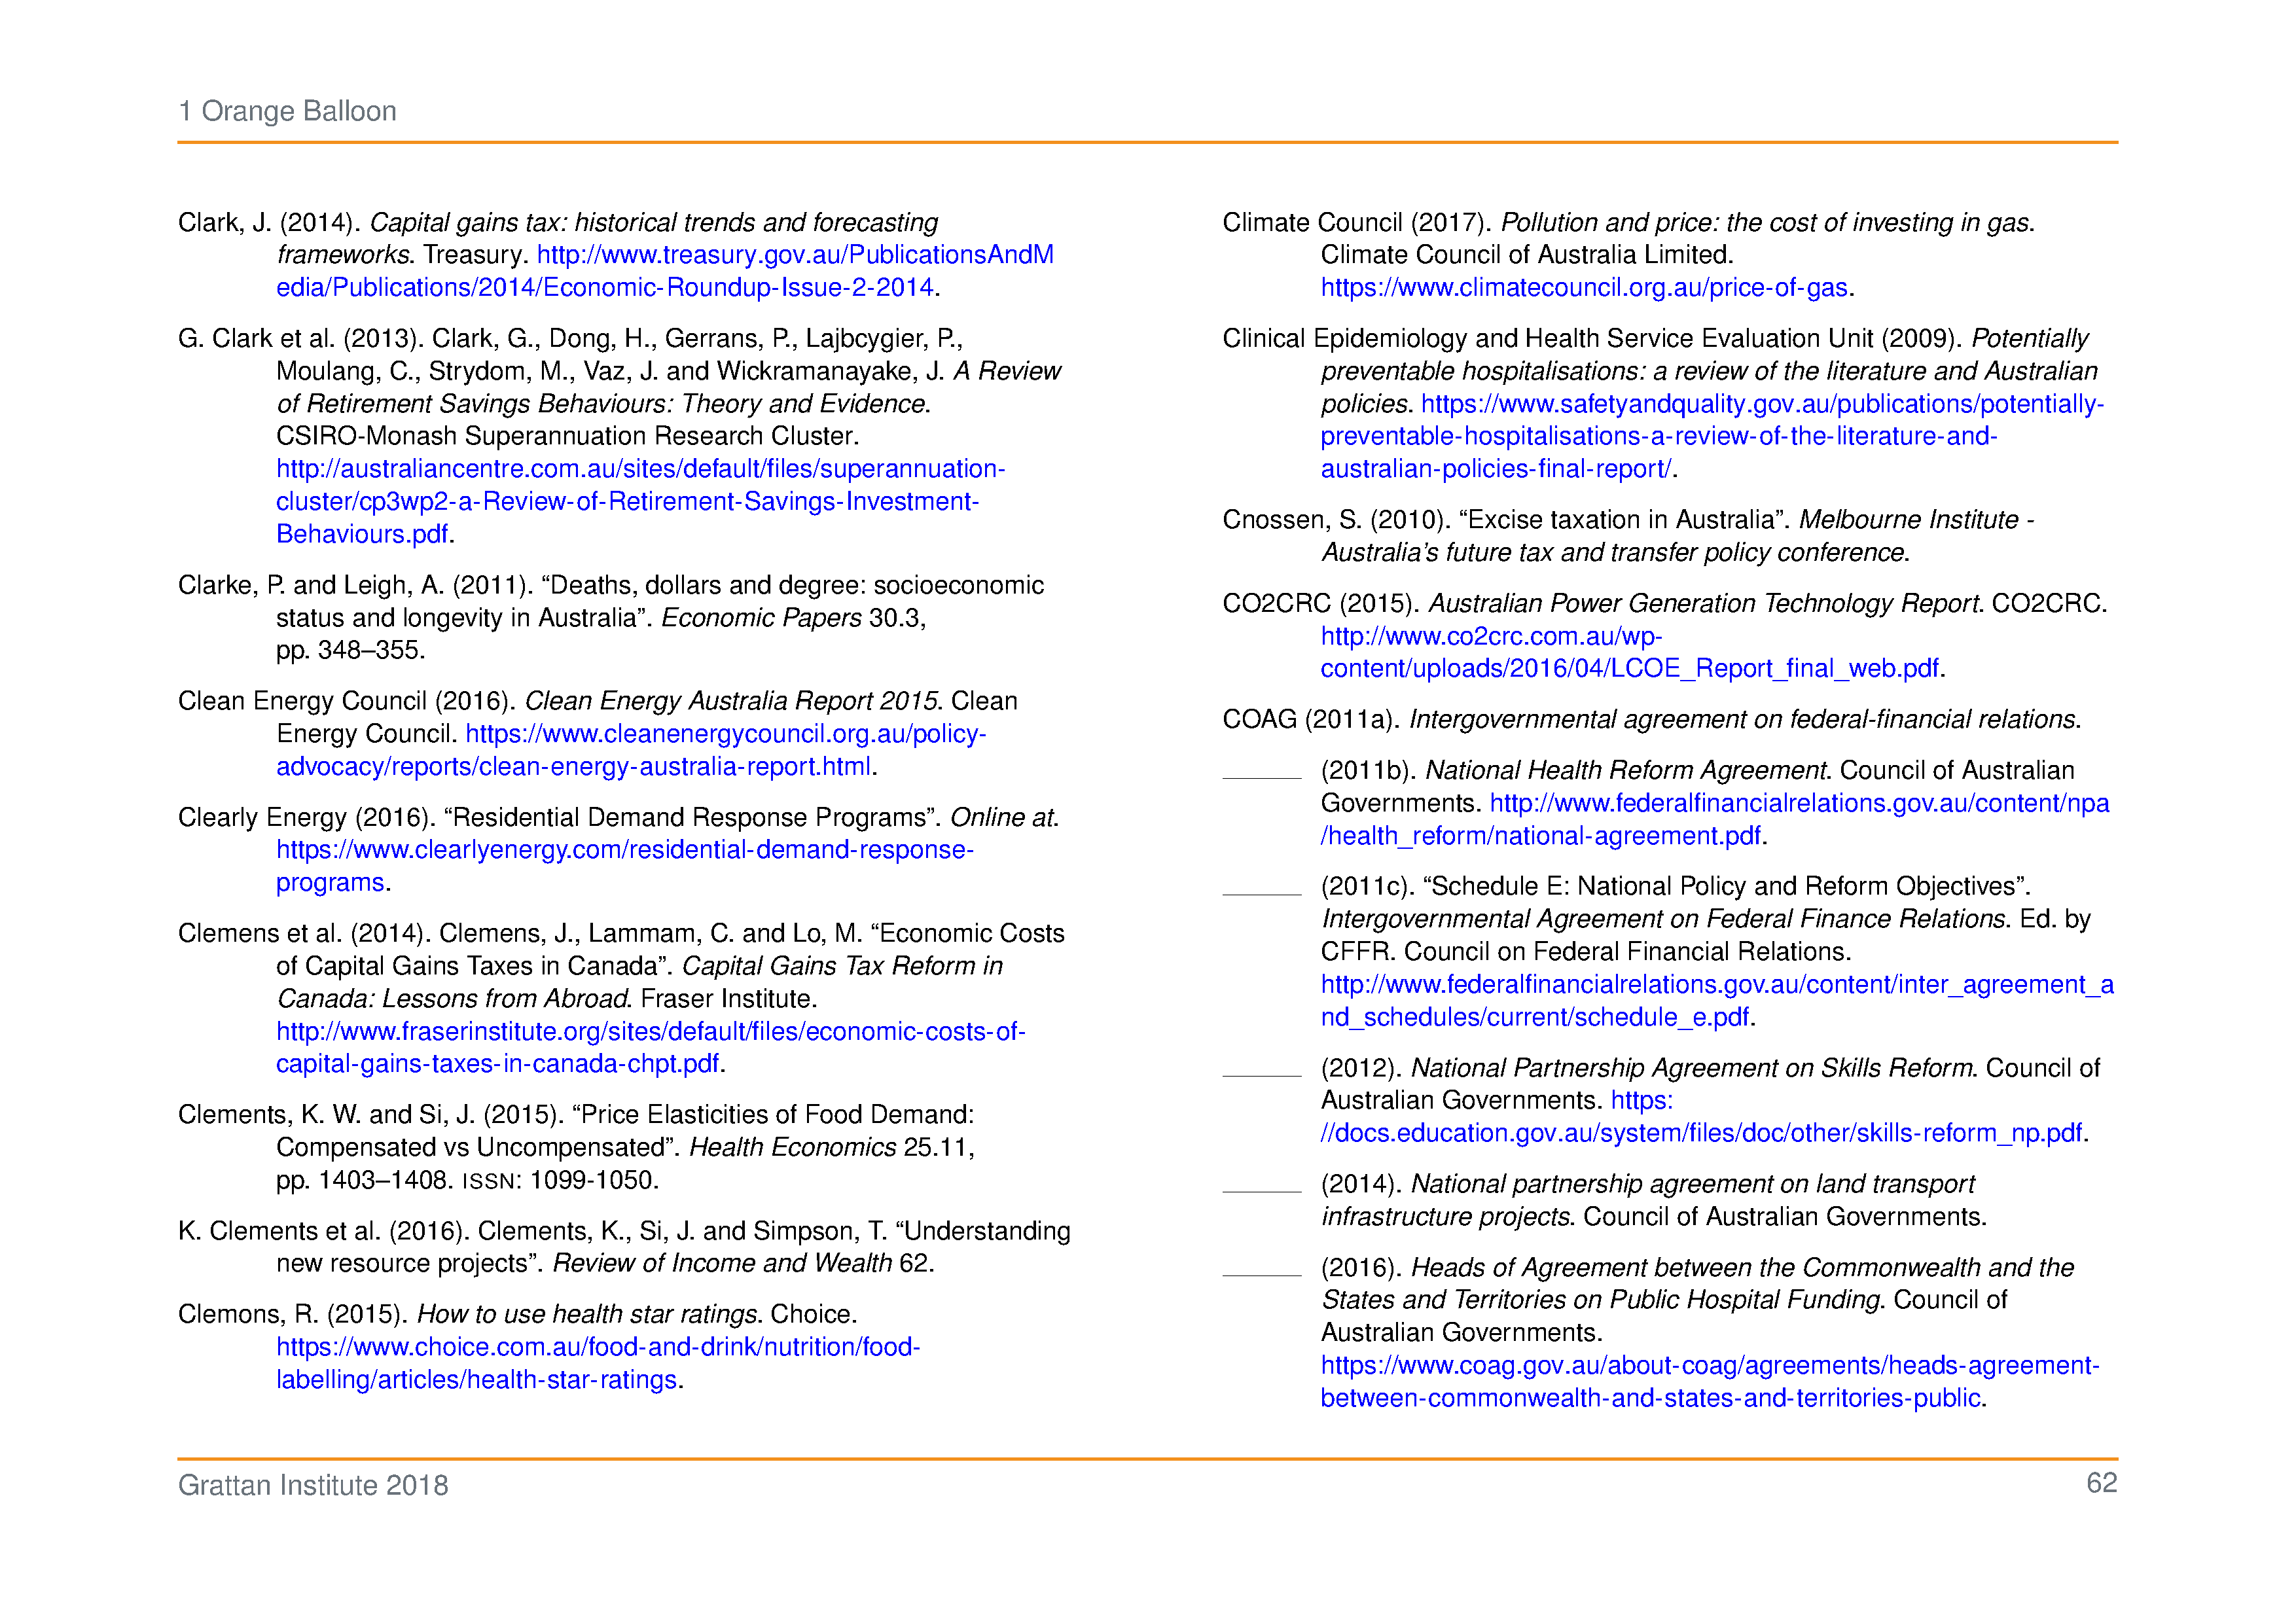 1 Orange Balloon
Clark, J. (2014). Capital gains tax: historical trends and forecasting
frameworks. Treasury. http://www.treasury.gov.au/PublicationsAndM
edia/Publications/2014/Economic-Roundup-Issue-2-2014.
G. Clark et al. (2013). Clark, G., Dong, H., Gerrans, P., Lajbcygier, P.,
Moulang, C., Strydom, M., Vaz, J. and Wickramanayake, J. A Review
of Retirement Savings Behaviours: Theory and Evidence.
CSIRO-Monash Superannuation Research Cluster.
http://australiancentre.com.au/sites/default/files/superannuation-
cluster/cp3wp2-a-Review-of-Retirement-Savings-Investment-
Behaviours.pdf.
Clarke, P. and Leigh, A. (2011). “Deaths, dollars and degree: socioeconomic
status and longevity in Australia”. Economic Papers 30.3,
pp. 348–355.
Clean Energy Council (2016). Clean Energy Australia Report 2015. Clean
Energy Council. https://www.cleanenergycouncil.org.au/policy-
advocacy/reports/clean-energy-australia-report.html.
Clearly Energy (2016). “Residential Demand Response Programs”. Online at.
https://www.clearlyenergy.com/residential-demand-response-
programs.
Clemens et al. (2014). Clemens, J., Lammam, C. and Lo, M. “Economic Costs
of Capital Gains Taxes in Canada”. Capital Gains Tax Reform in
Canada: Lessons from Abroad. Fraser Institute.
http://www.fraserinstitute.org/sites/default/files/economic-costs-of-
capital-gains-taxes-in-canada-chpt.pdf.
Clements, K. W. and Si, J. (2015). “Price Elasticities of Food Demand:
Compensated vs Uncompensated”. Health Economics 25.11,
pp. 1403–1408. ISSN: 1099-1050.
K. Clements et al. (2016). Clements, K., Si, J. and Simpson, T. “Understanding
new resource projects”. Review of Income and Wealth 62.
Clemons, R. (2015). How to use health star ratings. Choice.
https://www.choice.com.au/food-and-drink/nutrition/food-
labelling/articles/health-star-ratings.
Climate Council (2017). Pollution and price: the cost of investing in gas.
Climate Council of Australia Limited.
https://www.climatecouncil.org.au/price-of-gas.
Clinical Epidemiology and Health Service Evaluation Unit (2009). Potentially
preventable hospitalisations: a review of the literature and Australian
policies. https://www.safetyandquality.gov.au/publications/potentially-
preventable-hospitalisations-a-review-of-the-literature-and-
australian-policies-final-report/.
Cnossen, S. (2010). “Excise taxation in Australia”. Melbourne Institute -
Australia’s future tax and transfer policy conference.
CO2CRC (2015). Australian Power Generation Technology Report. CO2CRC.
http://www.co2crc.com.au/wp-
content/uploads/2016/04/LCOE_Report_final_web.pdf.
COAG (2011a). Intergovernmental agreement on federal-financial relations.
(2011b). National Health Reform Agreement. Council of Australian
Governments. http://www.federalfinancialrelations.gov.au/content/npa
/health_reform/national-agreement.pdf.
(2011c). “Schedule E: National Policy and Reform Objectives”.
Intergovernmental Agreement on Federal Finance Relations. Ed. by
CFFR. Council on Federal Financial Relations.
http://www.federalfinancialrelations.gov.au/content/inter_agreement_a
nd_schedules/current/schedule_e.pdf.
(2012). National Partnership Agreement on Skills Reform. Council of
Australian Governments. https:
//docs.education.gov.au/system/files/doc/other/skills-reform_np.pdf.
(2014). National partnership agreement on land transport
infrastructure projects. Council of Australian Governments.
(2016). Heads of Agreement between the Commonwealth and the
States and Territories on Public Hospital Funding. Council of
Australian Governments.
https://www.coag.gov.au/about-coag/agreements/heads-agreement-
between-commonwealth-and-states-and-territories-public.
Grattan Institute 2018
62